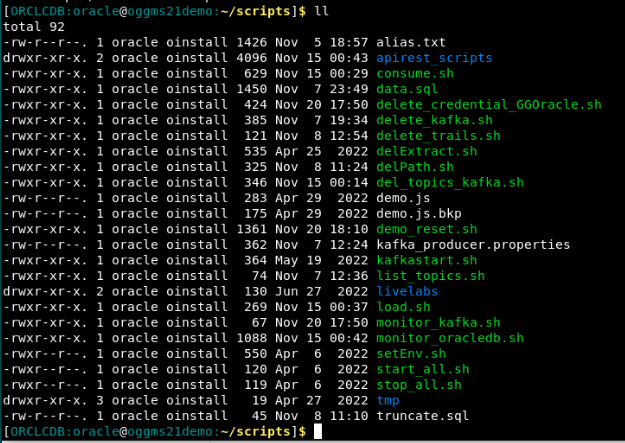 [ORCLCDB:oracle@oggms21demo:~/scripts]$ ll
total 92
-rw-r--r--. 1 oracle oinstall 1426 Nov  5 18:57 alias.txt
drwxr-xr-x. 2 oracle oinstall 4096 Nov 15 00:43 apirest_scripts
-rwxr-xr-x. 1 oracle oinstall  629 Nov 15 00:29 consume.sh
-rwxr-xr-x. 1 oracle oinstall 1450 Nov  7 23:49 data.sql
-rwxr-xr-x. 1 oracle oinstall  424 Nov 20 17:50 delete_credential_GGOracle.sh
-rwxr-xr-x. 1 oracle oinstall  385 Nov  7 19:34 delete_kafka.sh
-rwxr-xr-x. 1 oracle oinstall  121 Nov  8 12:54 delete_trails.sh
-rwxr-xr-x. 1 oracle oinstall  535 Apr 25  2022 delExtract.sh
-rwxr-xr-x. 1 oracle oinstall  325 Nov  8 11:24 delPath.sh
-rwxr-xr-x. 1 oracle oinstall  346 Nov 15 00:14 del_topics_kafka.sh
-rw-r--r--. 1 oracle oinstall  283 Apr 29  2022 demo.js
-rw-r--r--. 1 oracle oinstall  175 Apr 29  2022 demo.js.bkp
-rwxr-xr-x. 1 oracle oinstall 1361 Nov 20 18:10 demo_reset.sh
-rw-r--r--. 1 oracle oinstall  362 Nov  7 12:24 kafka_producer.properties
-rwxr-xr-x. 1 oracle oinstall  364 May 19  2022 kafkastart.sh
-rwxr-xr-x. 1 oracle oinstall   74 Nov  7 12:36 list_topics.sh
drwxr-xr-x. 2 oracle oinstall  130 Jun 27  2022 livelabs
-rwxr-xr-x. 1 oracle oinstall  269 Nov 15 00:37 load.sh
-rwxr-xr-x. 1 oracle oinstall   67 Nov 20 17:50 monitor_kafka.sh
-rwxr-xr-x. 1 oracle oinstall 1088 Nov 15 00:42 monitor_oracledb.sh
-rwxr--r--. 1 oracle oinstall  550 Apr  6  2022 setEnv.sh
-rwxr--r--. 1 oracle oinstall  120 Apr  6  2022 start_all.sh
-rwxr--r--. 1 oracle oinstall  119 Apr  6  2022 stop_all.sh
drwxr-xr-x. 3 oracle oinstall   19 Apr 27  2022 tmp
-rw-r--r--. 1 oracle oinstall   45 Nov  8 11:10 truncate.sql
[ORCLCDB:oracle@oggms21demo:~/scripts]$